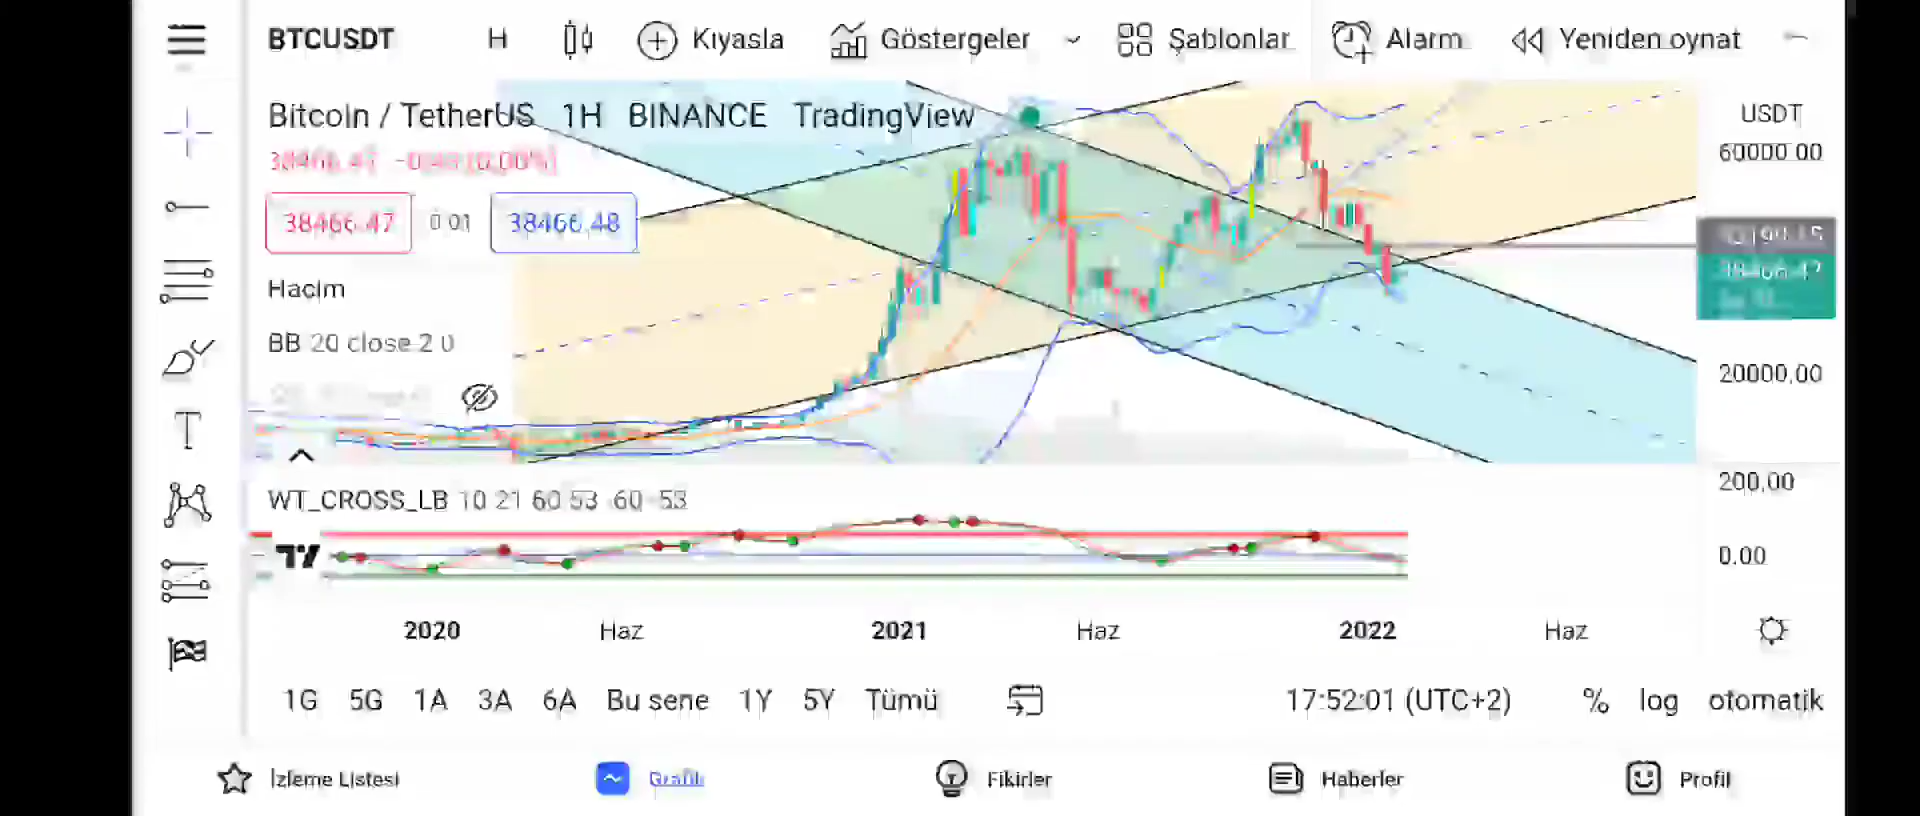 BTCUSDT H Kıyasla Göstergeler Şablonlar Alarm Yeniden oynat
Bitcoin / TetherUS 1H BINANCE TradingView
USDT
60000.00
38466.47
38466.47 0.01 38466.48
38466.47
Hacim
BB 20 close 2 0
20000.00
WT_CROSS_LB 10 21 60 53 -60 -53
200.00
0.00
2020 Haz 2021 Haz 2022 Haz
1G 5G 1A 3A 6A Bu sene 1Y 5Y Tümü 17:52:01 (UTC+2) % log otomatik
İzleme Listesi Grafik Fikirler Haberler Profil